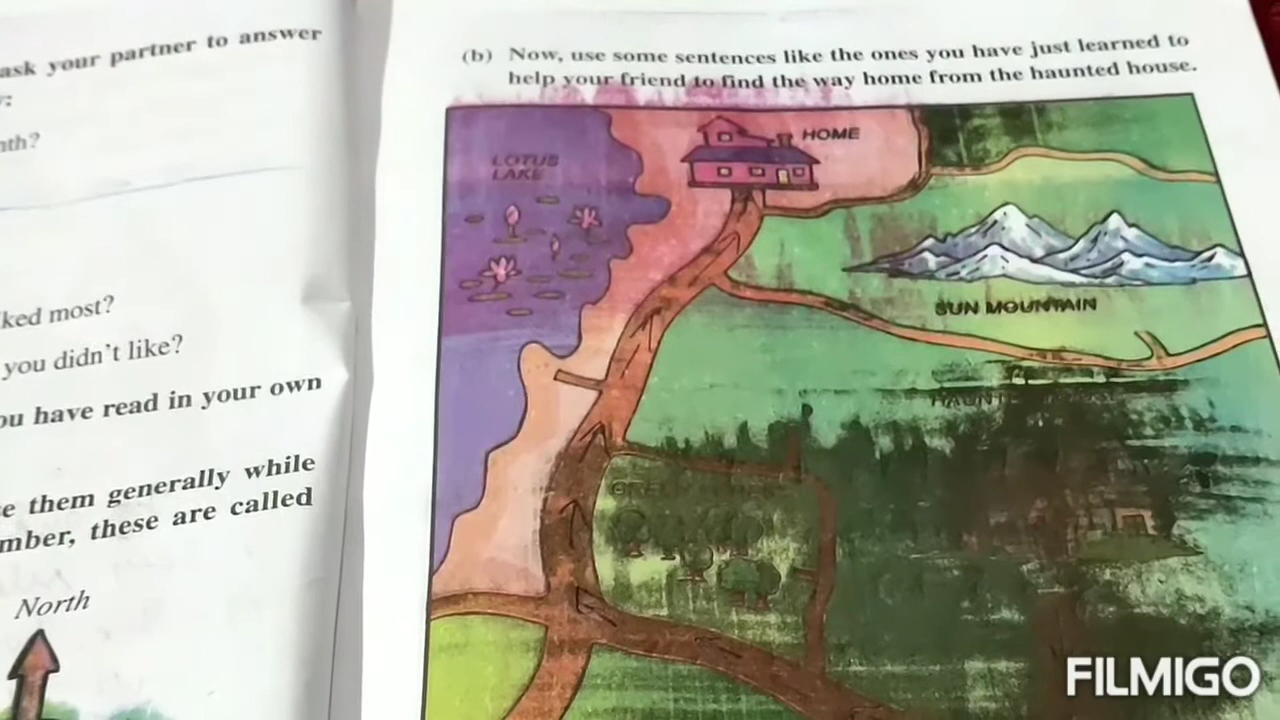 ask your partner to answer
ked most?
you didn't like?
ou have read in your own
e them generally while
mber, these are called
North
(b) Now, use some sentences like the ones you have just learned to
help your friend to find the way home from the haunted house.
HOME
LOTUS
LAKE
SUN MOUNTAIN
FILMIGO